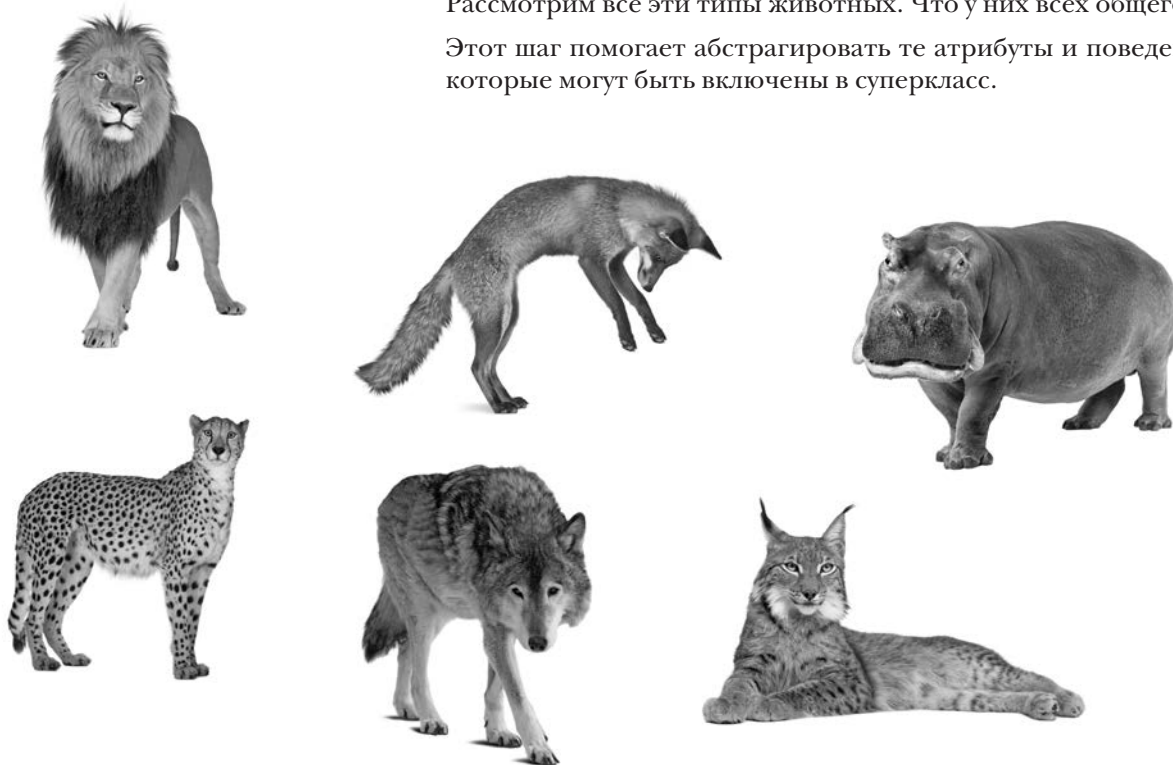 Рассмотрим все эти типы животных. Что у них всех общего
Этот шаг помогает абстрагировать те атрибуты и поведе
которые могут быть включены в суперкласс.